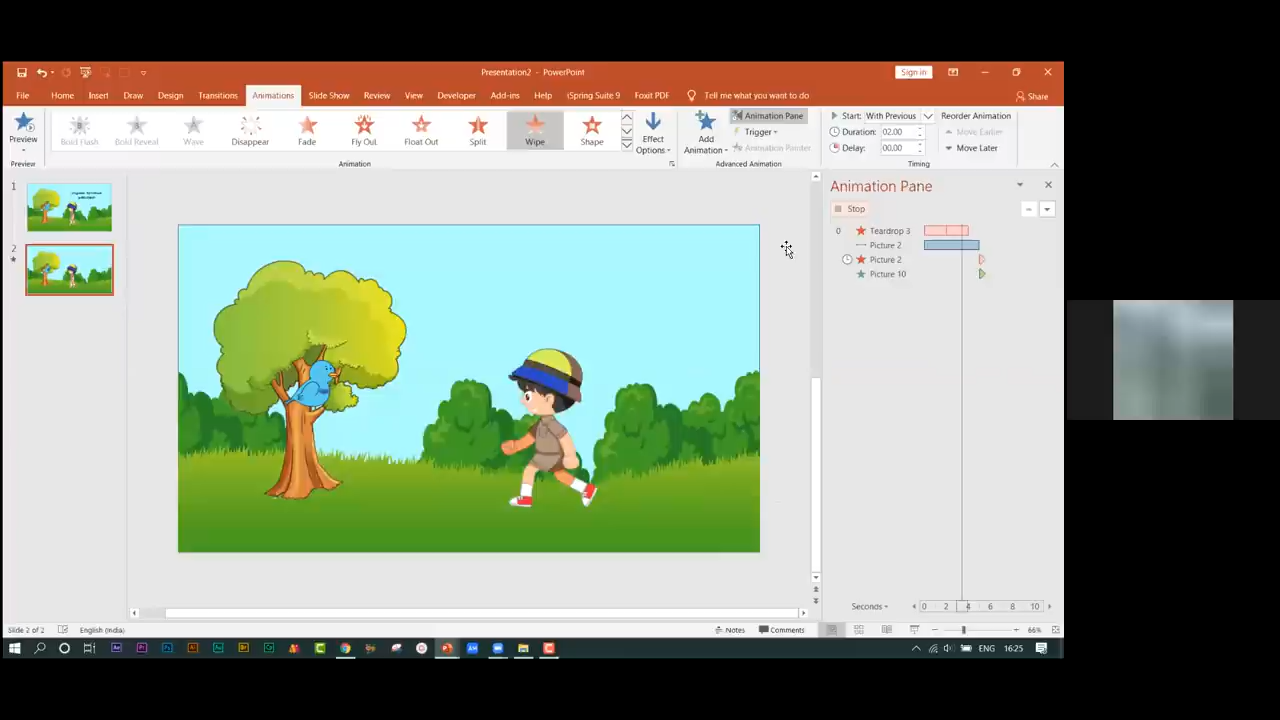 Presentation2 - PowerPoint
Sign in
File Home Insert Draw Design Transitions Animations Slide Show Review View Developer Add-ins Help iSpring Suite 9 Foxit PDF Tell me what you want to do
Share
Preview
Bold Flash Bold Reveal Wave Disappear Fade Fly Out Float Out Split Wipe Shape
Effect Options
Add Animation
Animation Pane
Trigger
Animation Painter
Start: With Previous
Duration: 02.00
Delay: 00.00
Reorder Animation
Move Earlier
Move Later
Preview Animation Advanced Animation Timing
1
2
Animation Pane
Stop
0 Teardrop 3
Picture 2
Picture 2
Picture 10
Seconds 0 2 4 6 8 10
Slide 2 of 2 English (India) Notes Comments 66%
ENG 16:25